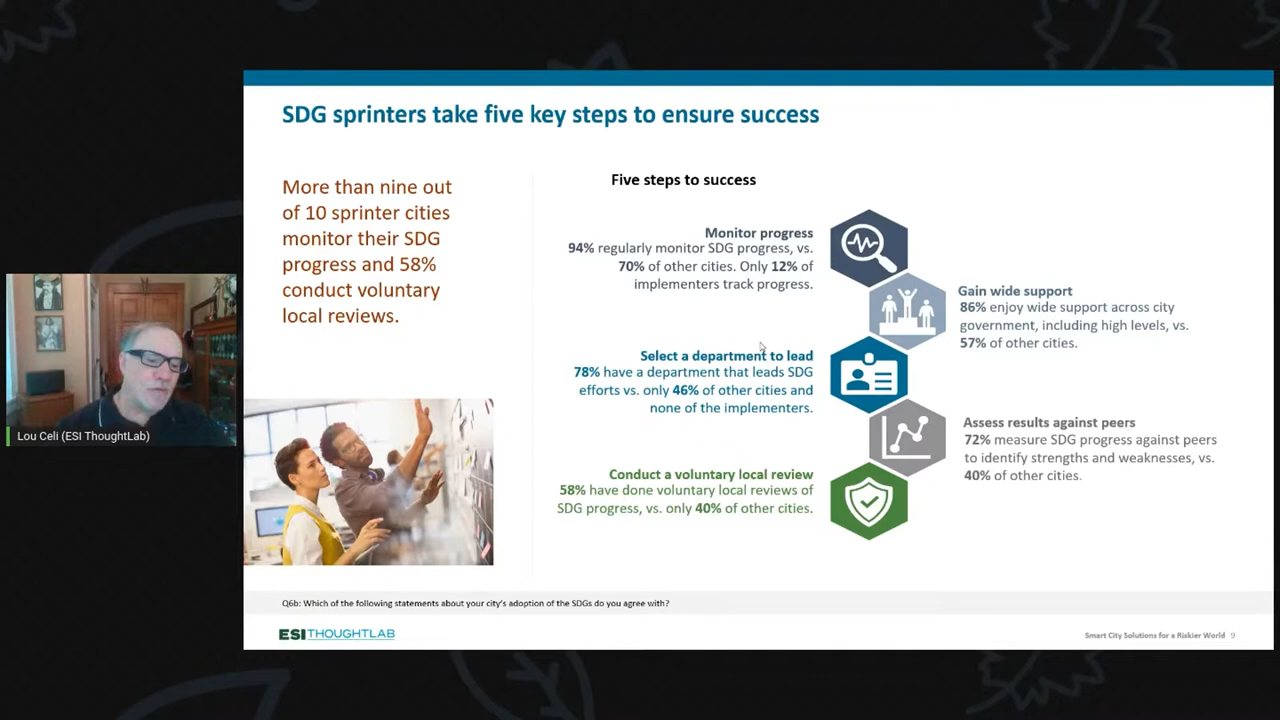 SDG sprinters take five key steps to ensure success
More than nine out
of 10 sprinter cities
monitor their SDG
progress and 58%
conduct voluntary
local reviews.
Five steps to success
Monitor progress
94% regularly monitor SDG progress, vs.
70% of other cities. Only 12% of
implementers track progress.
Gain wide support
86% enjoy wide support across city
government, including high levels, vs.
57% of other cities.
Select a department to lead
78% have a department that leads SDG
efforts vs. only 46% of other cities and
none of the implementers.
Assess results against peers
72% measure SDG progress against peers
to identify strengths and weaknesses, vs.
40% of other cities.
Conduct a voluntary local review
58% have done voluntary local reviews of
SDG progress, vs. only 40% of other cities.
Q6b: Which of the following statements about your city's adoption of the SDGs do you agree with?
ESITHOUGHTLAB
Smart City Solutions for a Riskier World 9
Lou Celi (ESI ThoughtLab)